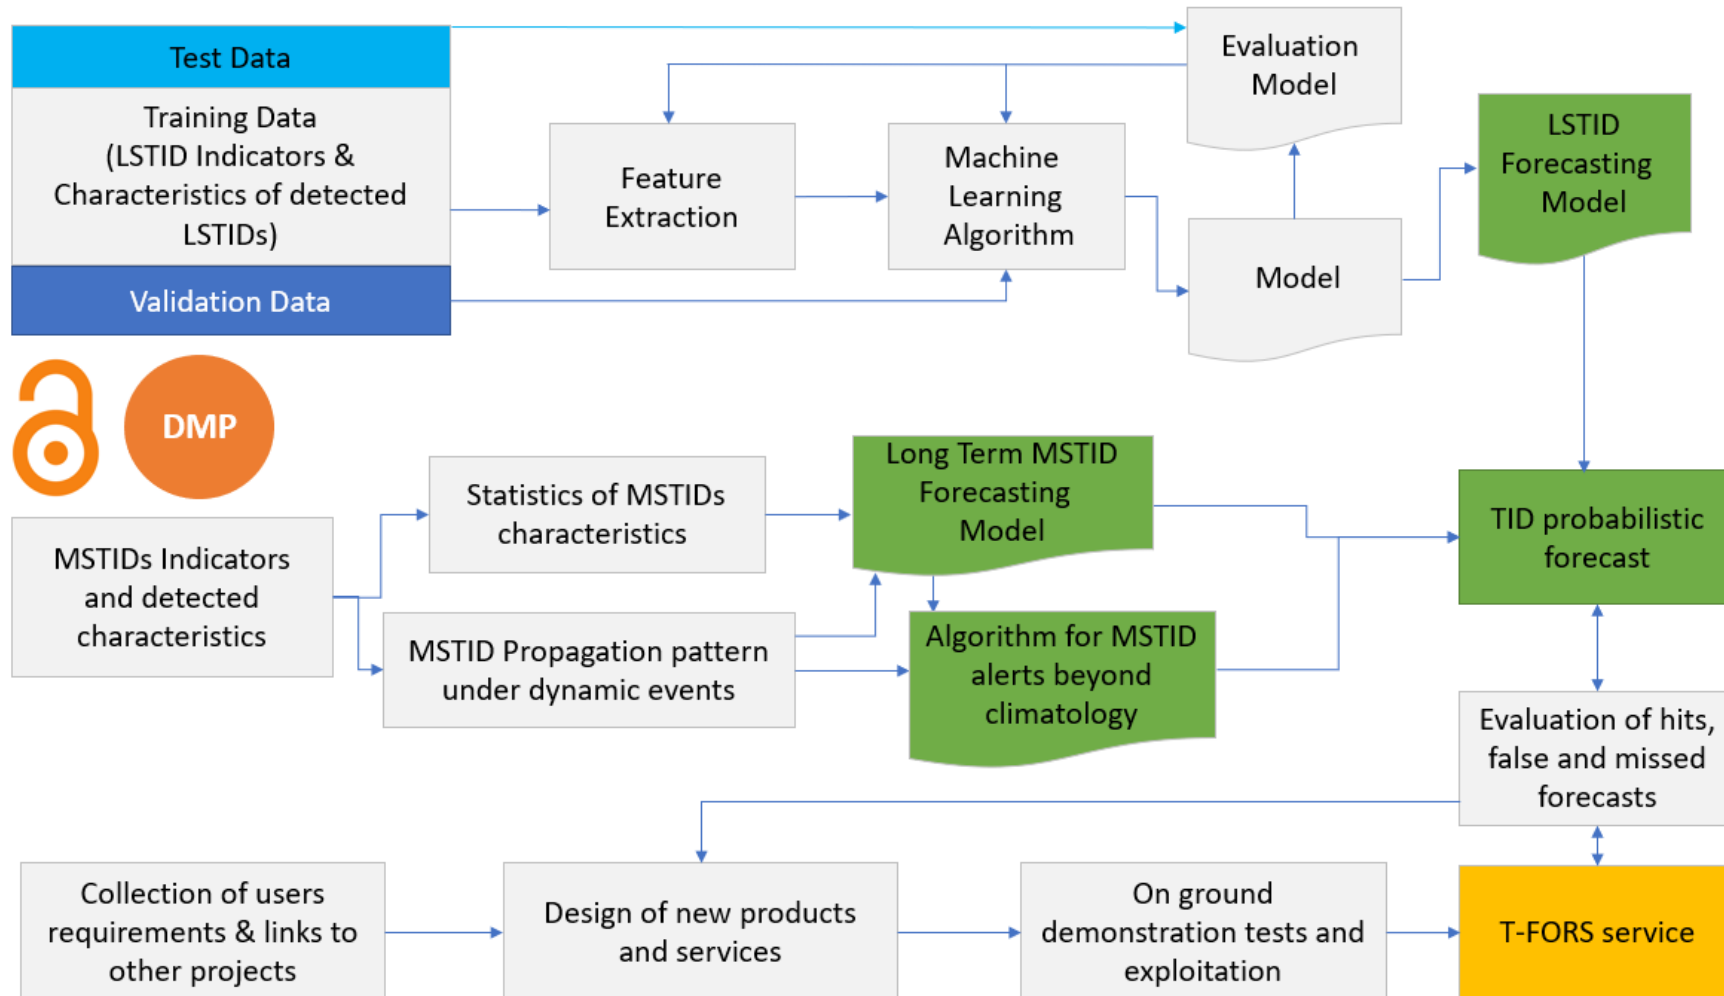 Test Data
Training Data
(LSTID Indicators &
Characteristics of detected
LSTIDs)
Validation Data
Feature
Extraction
Machine
Learning
Algorithm
Evaluation
Model
Model
LSTID
Forecasting
Model
DMP
MSTIDs Indicators
and detected
characteristics
Statistics of MSTIDs
characteristics
MSTID Propagation pattern
under dynamic events
Long Term MSTID
Forecasting
Model
Algorithm for MSTID
alerts beyond
climatology
TID probabilistic
forecast
Evaluation of hits,
false and missed
forecasts
Collection of users
requirements & links to
other projects
Design of new products
and services
On ground
demonstration tests and
exploitation
T-FORS service